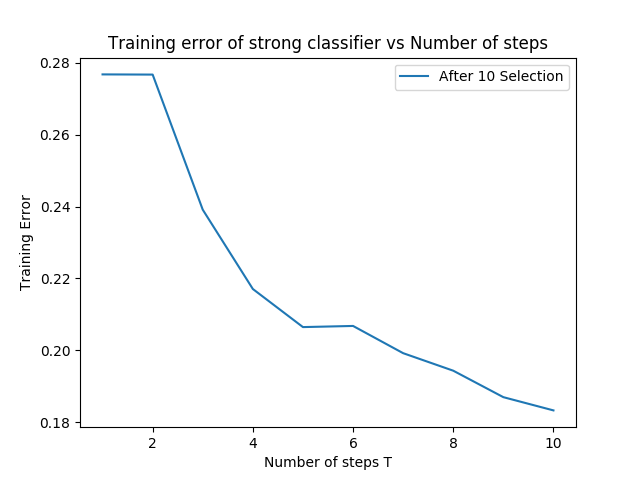 Training error of strong classifier vs Number of steps
After 10 Selection
0.28
0.26
0.24
0.22
0.20
0.18
Training Error
2 4 6 8 10
Number of steps T